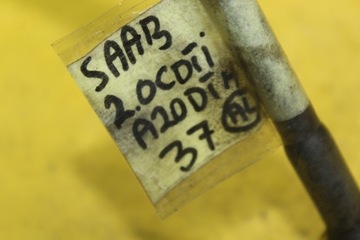 SAAB
2.0CDTi
A20DTH
37 AL